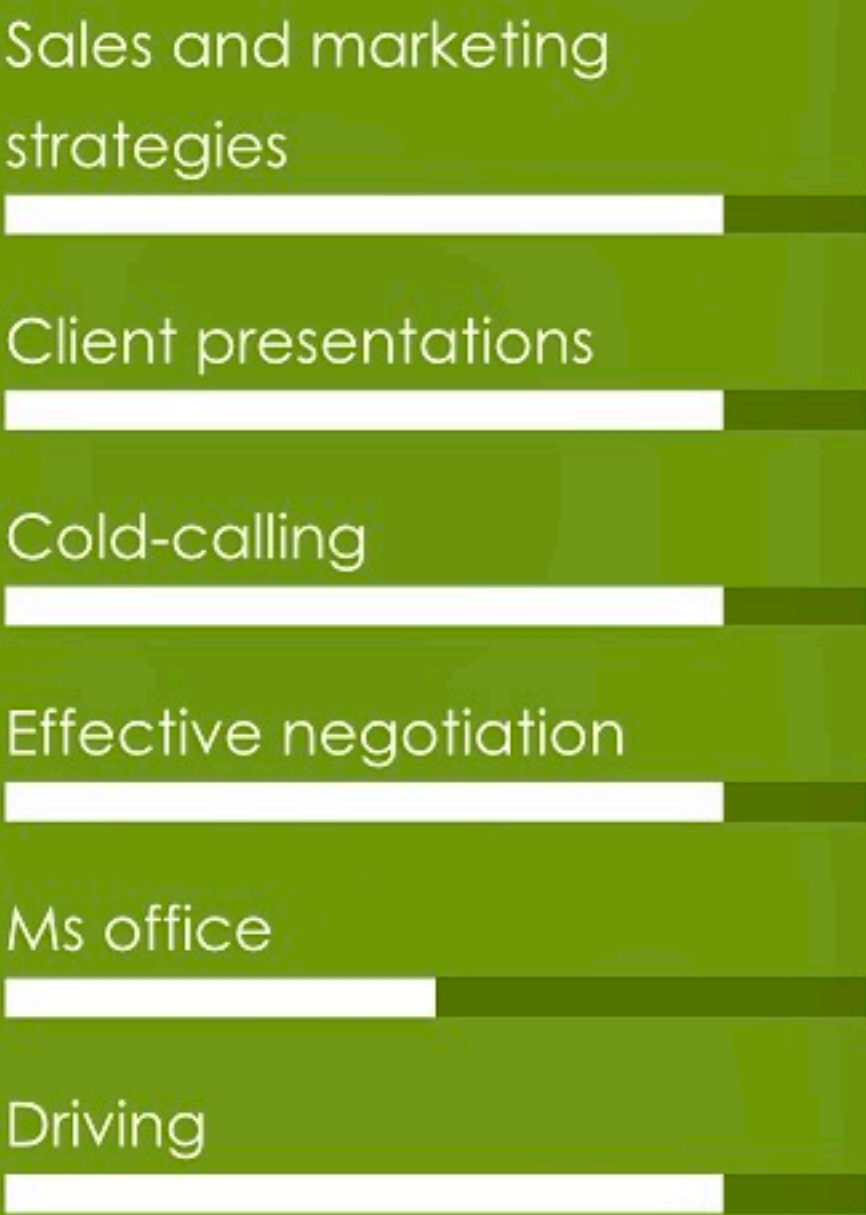 Sales and marketing
strategies
Client presentations
Cold-calling
Effective negotiation
Ms office
Driving